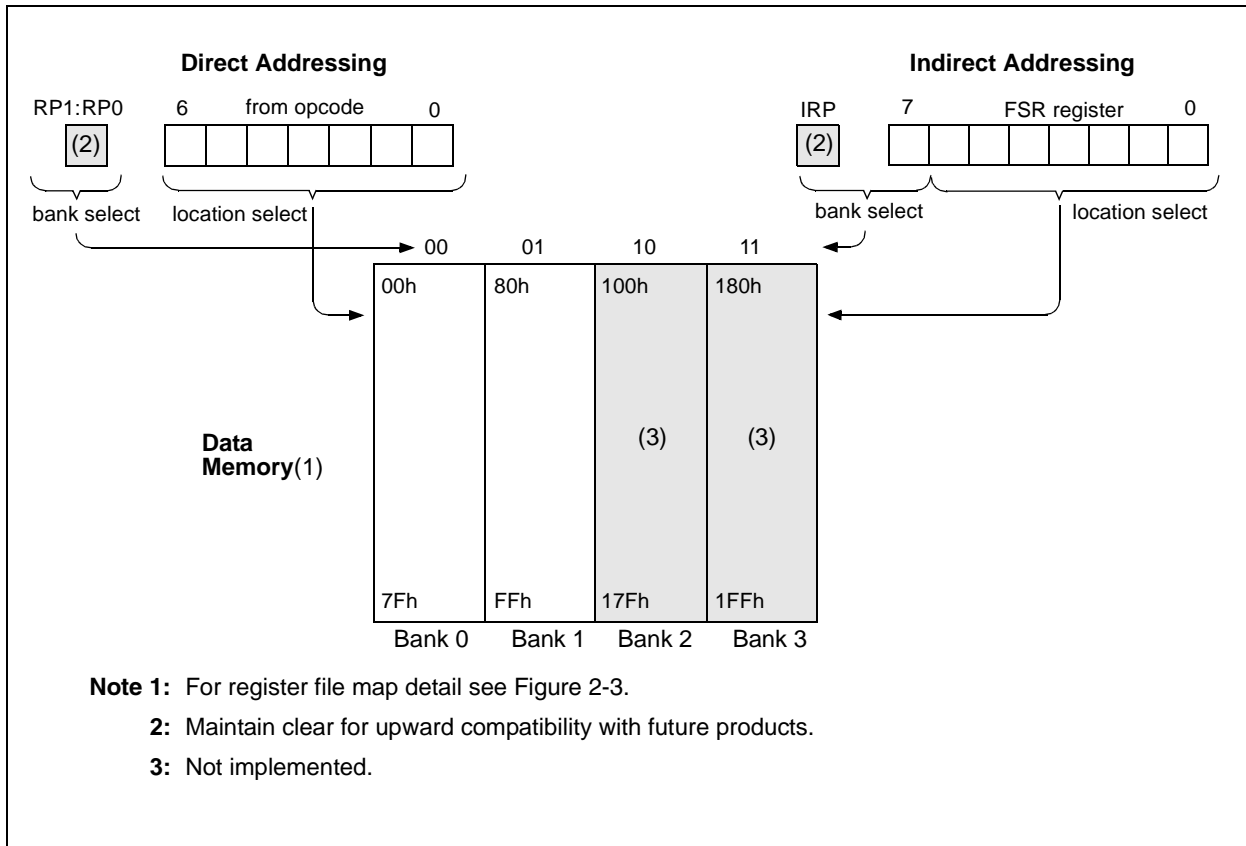 Direct Addressing
Indirect Addressing
RP1:RP0 6 from opcode 0
IRP 7 FSR register 0
(2)
(2)
bank select location select
bank select location select
00 01 10 11
00h 80h 100h 180h
Data
Memory(1)
(3) (3)
7Fh FFh 17Fh 1FFh
Bank 0 Bank 1 Bank 2 Bank 3
Note 1: For register file map detail see Figure 2-3.
2: Maintain clear for upward compatibility with future products.
3: Not implemented.